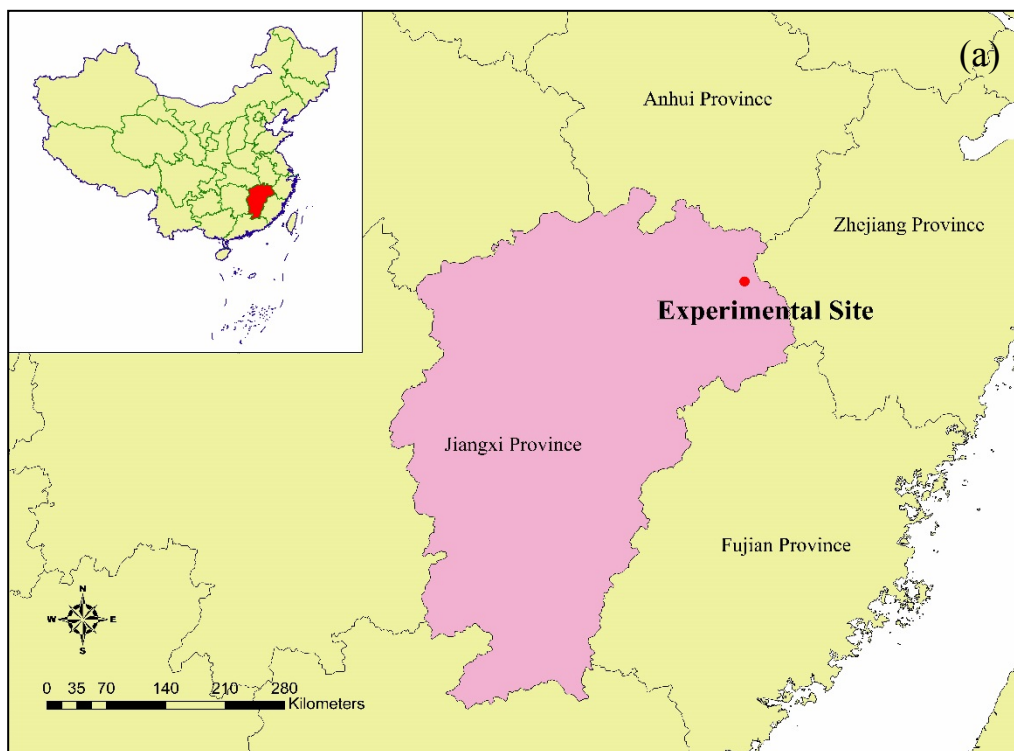 (a)
Anhui Province
Zhejiang Province
Experimental Site
Jiangxi Province
Fujian Province
N
W E
S
0 35 70 140 210 280
Kilometers